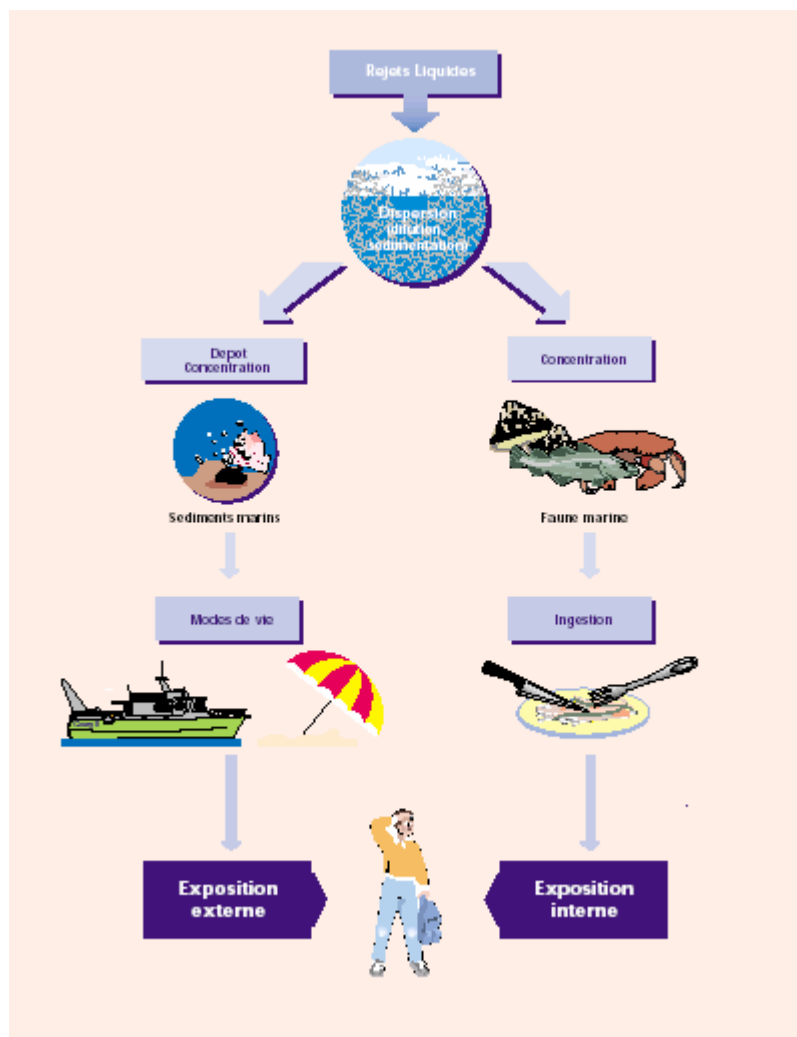 Rejets Liquides
Dispersion
(dilution,
sédimentation)
Depot
Concentration
Concentration
Sediments marins
Faune marine
Modes de vie
Ingestion
Exposition
externe
Exposition
interne